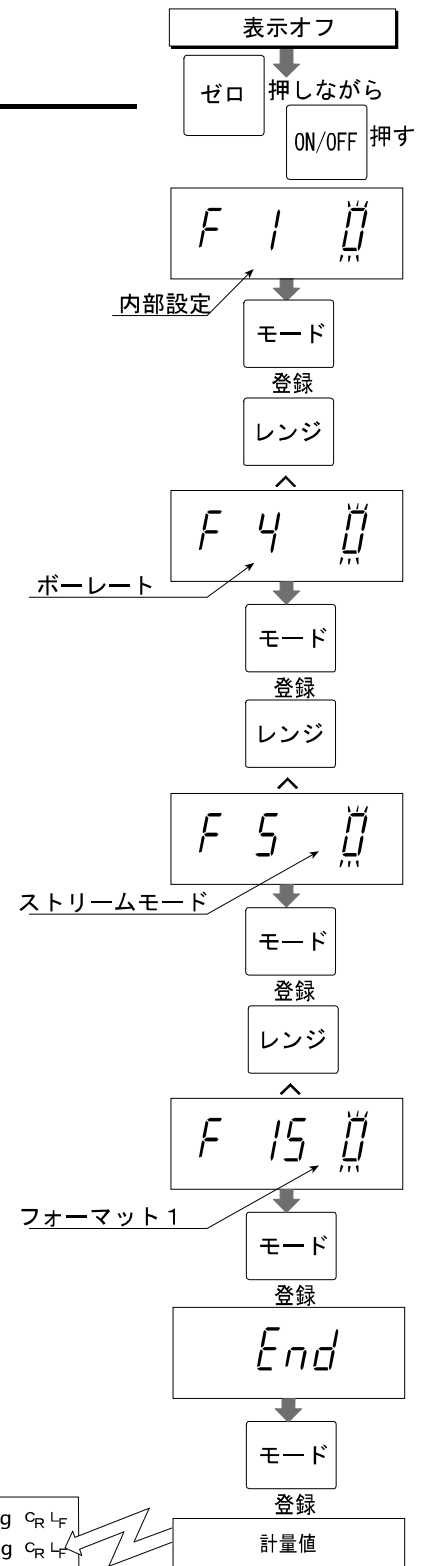 表示オフ
ゼロ
押しながら
ON/OFF
押す
F 1 0
内部設定
モード
登録
レンジ
^
F 4 0
ボーレート
モード
登録
レンジ
^
F 5 0
ストリームモード
モード
登録
レンジ
^
F 15 0
フォーマット1
モード
登録
End
モード
登録
g CR LF
g CR LF
計量値